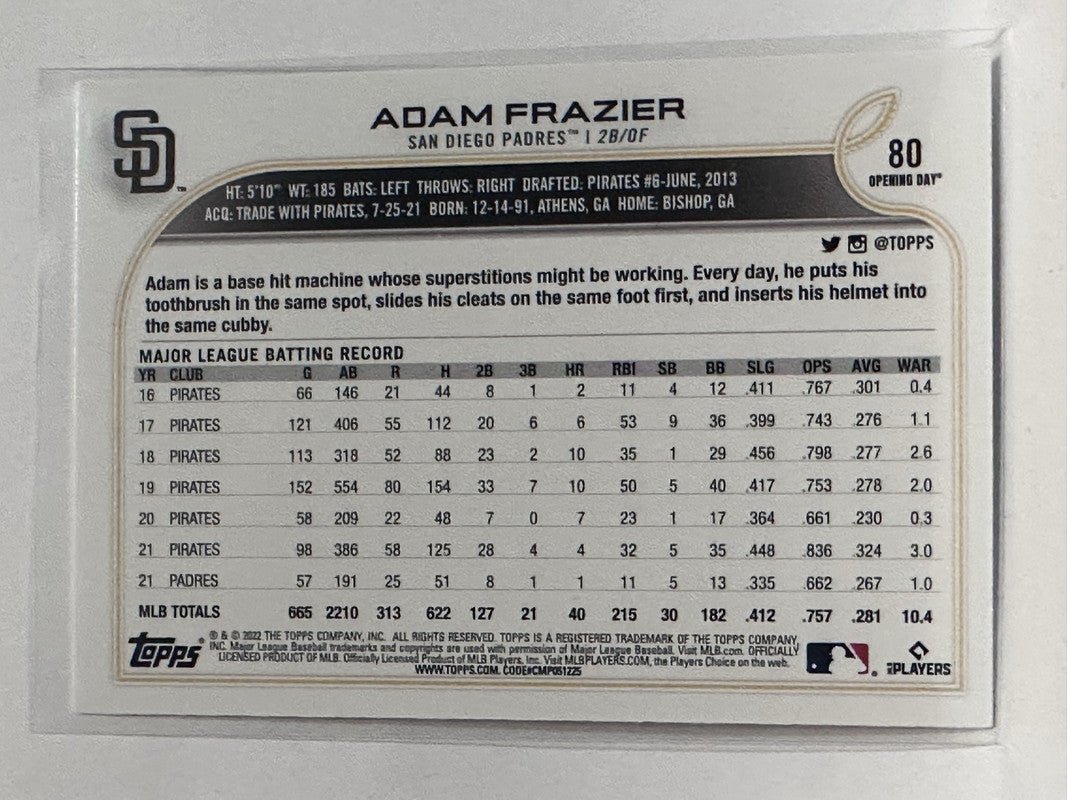 SD™
ADAM FRAZIER
SAN DIEGO PADRES™ | 2B/OF
80
OPENING DAY®
HT: 5'10" WT: 185 BATS: LEFT THROWS: RIGHT DRAFTED: PIRATES #6-JUNE, 2013
ACQ: TRADE WITH PIRATES, 7-25-21 BORN: 12-14-91, ATHENS, GA HOME: BISHOP, GA
@TOPPS
Adam is a base hit machine whose superstitions might be working. Every day, he puts his
toothbrush in the same spot, slides his cleats on the same foot first, and inserts his helmet into
the same cubby.
MAJOR LEAGUE BATTING RECORD
YR CLUB G AB R H 2B 3B HR RBI SB BB SLG OPS AVG WAR
16 PIRATES 66 146 21 44 8 1 2 11 4 12 .411 .767 .301 0.4
17 PIRATES 121 406 55 112 20 6 6 53 9 36 .399 .743 .276 1.1
18 PIRATES 113 318 52 88 23 2 10 35 1 29 .456 .798 .277 2.6
19 PIRATES 152 554 80 154 33 7 10 50 5 40 .417 .753 .278 2.0
20 PIRATES 58 209 22 48 7 0 7 23 1 17 .364 .661 .230 0.3
21 PIRATES 98 386 58 125 28 4 4 32 5 35 .448 .836 .324 3.0
21 PADRES 57 191 25 51 8 1 1 11 5 13 .335 .662 .267 1.0
MLB TOTALS 665 2210 313 622 127 21 40 215 30 182 .412 .757 .281 10.4
Topps ® & © 2022 THE TOPPS COMPANY, INC. ALL RIGHTS RESERVED. TOPPS IS A REGISTERED TRADEMARK OF THE TOPPS COMPANY,
INC. Major League Baseball trademarks and copyrights are used with permission of Major League Baseball. Visit MLB.com. OFFICIALLY
LICENSED PRODUCT OF MLB. Officially Licensed Product of MLB Players, Inc. Visit MLBPLAYERS.COM, the Players Choice on the web.
WWW.TOPPS.COM. CODE#CMP051225
PLAYERS